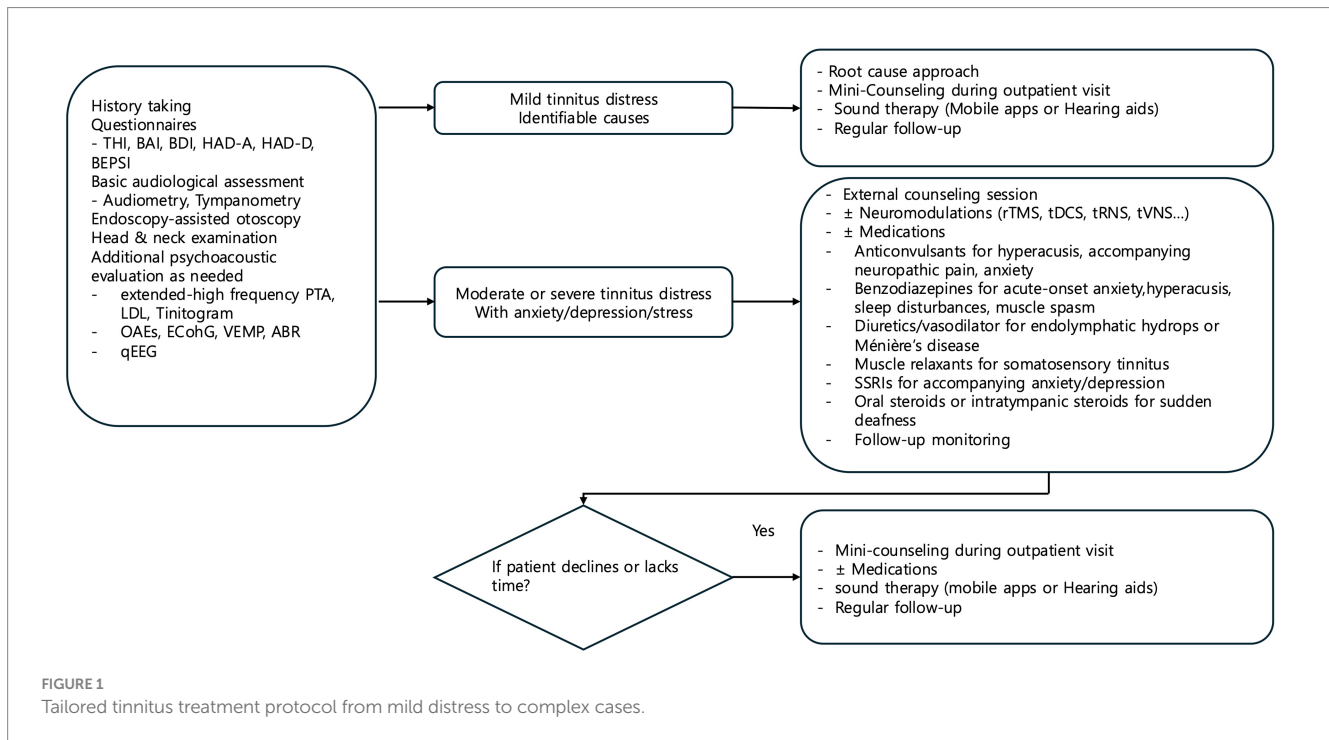 History taking
Questionnaires
- THI, BAI, BDI, HAD-A, HAD-D,
BEPSI
Basic audiological assessment
- Audiometry, Tympanometry
Endoscopy-assisted otoscopy
Head & neck examination
Additional psychoacoustic
evaluation as needed
- extended-high frequency PTA,
LDL, Tinitogram
- OAEs, ECohG, VEMP, ABR
- qEEG
Mild tinnitus distress
Identifiable causes
- Root cause approach
- Mini-Counseling during outpatient visit
- Sound therapy (Mobile apps or Hearing aids)
- Regular follow-up
Moderate or severe tinnitus distress
With anxiety/depression/stress
- External counseling session
- ± Neuromodulations (rTMS, tDCS, tRNS, tVNS...)
- ± Medications
- Anticonvulsants for hyperacusis, accompanying
neuropathic pain, anxiety
- Benzodiazepines for acute-onset anxiety,hyperacusis,
sleep disturbances, muscle spasm
- Diuretics/vasodilator for endolymphatic hydrops or
Ménière's disease
- Muscle relaxants for somatosensory tinnitus
- SSRIs for accompanying anxiety/depression
- Oral steroids or intratympanic steroids for sudden
deafness
- Follow-up monitoring
If patient declines or lacks
time?
Yes
- Mini-counseling during outpatient visit
- ± Medications
- sound therapy (mobile apps or Hearing aids)
- Regular follow-up
FIGURE 1
Tailored tinnitus treatment protocol from mild distress to complex cases.